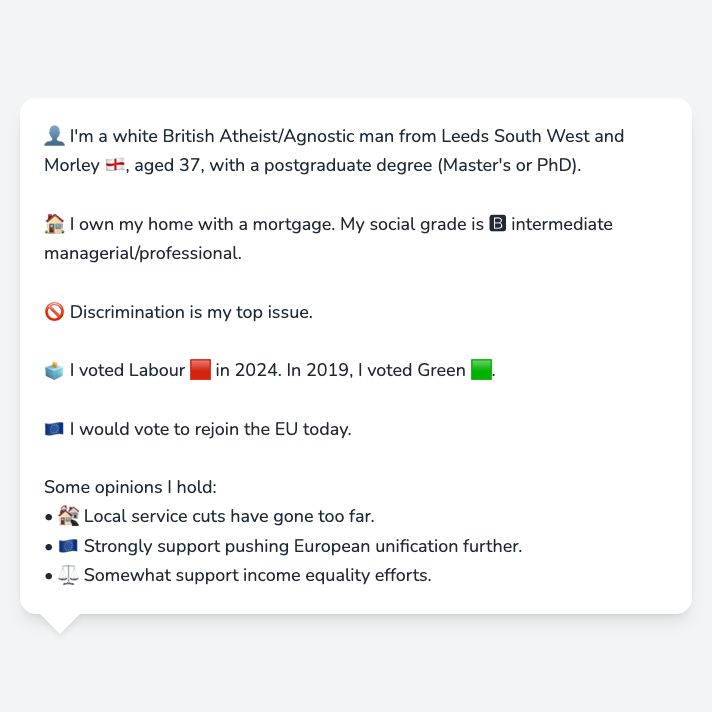 👤 I'm a white British Atheist/Agnostic man from Leeds South West and
Morley 🏴󠁧󠁢󠁥󠁮󠁧󠁿, aged 37, with a postgraduate degree (Master's or PhD).
🏠 I own my home with a mortgage. My social grade is 🅱 intermediate
managerial/professional.
🚫 Discrimination is my top issue.
🗳️ I voted Labour 🟥 in 2024. In 2019, I voted Green 🟩.
🇪🇺 I would vote to rejoin the EU today.
Some opinions I hold:
• 🏚️ Local service cuts have gone too far.
• 🇪🇺 Strongly support pushing European unification further.
• ⚖️ Somewhat support income equality efforts.